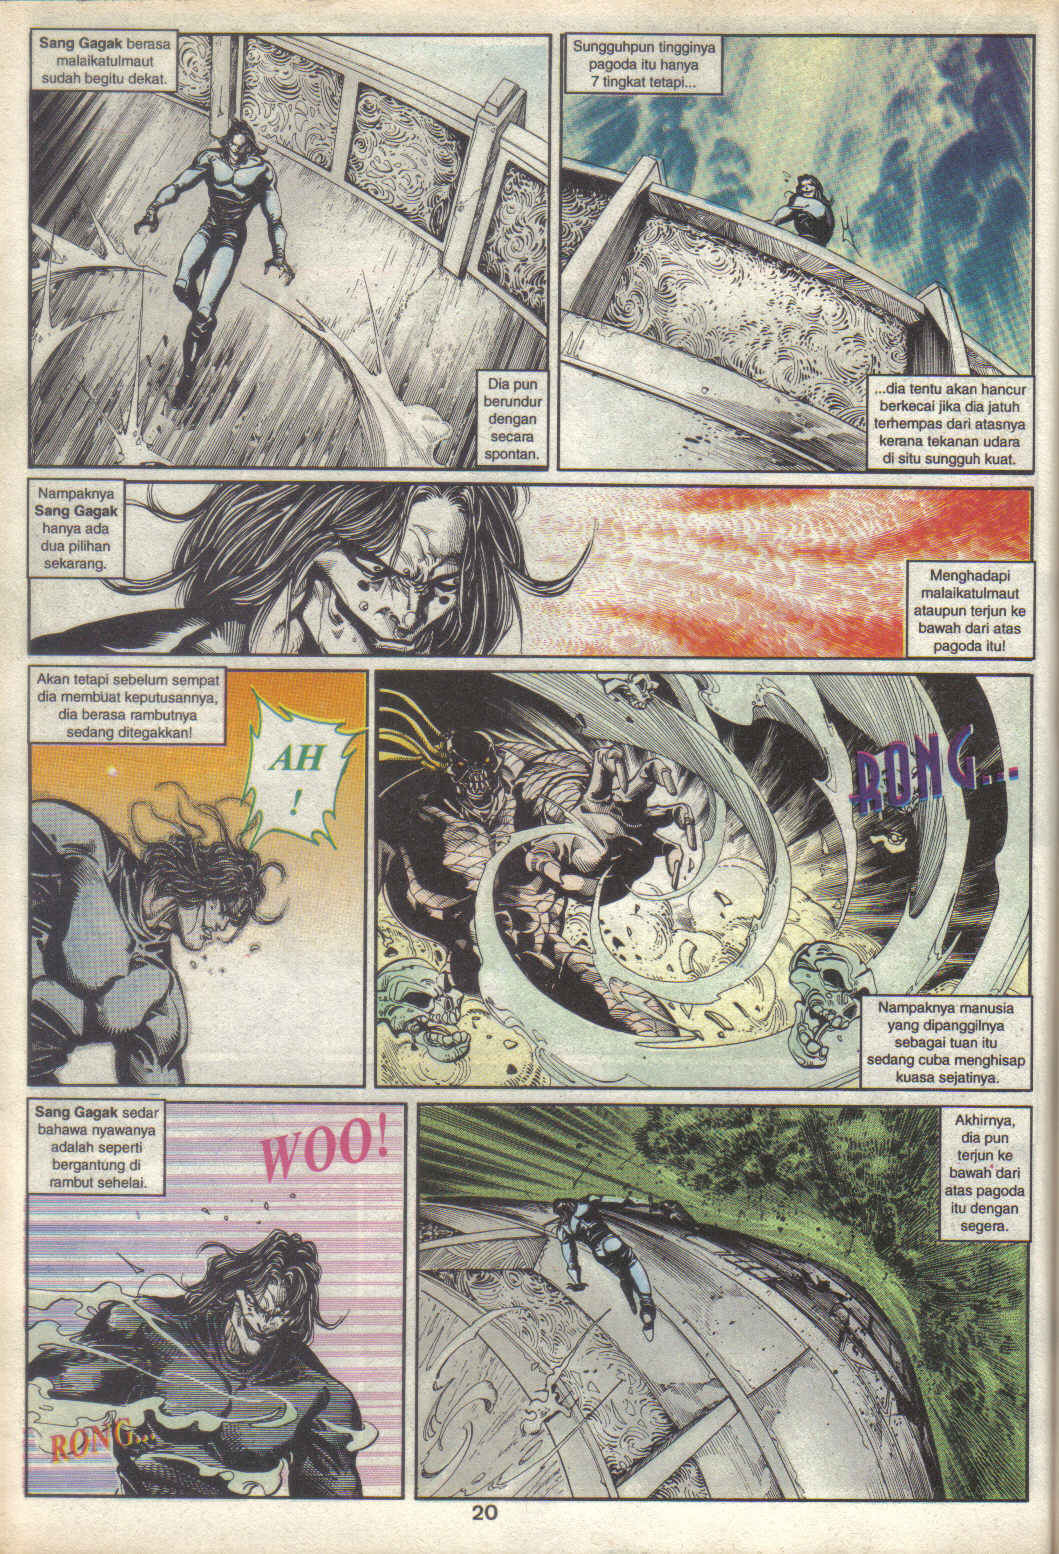 Sang Gagak berasa
malaikatulmaut
sudah begitu dekat.
Dia pun
berundur
dengan
secara
spontan.
Sungguhpun tingginya
pagoda itu hanya
7 tingkat tetapi...
...dia tentu akan hancur
berkecai jika dia jatuh
terhempas dari atasnya
kerana tekanan udara
di situ sungguh kuat.
Nampaknya
Sang Gagak
hanya ada
dua pilihan
sekarang.
Menghadapi
malaikatulmaut
ataupun terjun ke
bawah dari atas
pagoda itu!
Akan tetapi sebelum sempat
dia membuat keputusannya,
dia berasa rambutnya
sedang ditegakkan!
AH
!
RONG...
Nampaknya manusia
yang dipanggilnya
sebagai tuan itu
sedang cuba menghisap
kuasa sejatinya.
Sang Gagak sedar
bahawa nyawanya
adalah seperti
bergantung di
rambut sehelai.
WOO!
RONG...
Akhirnya,
dia pun
terjun ke
bawah dari
atas pagoda
itu dengan
segera.
20